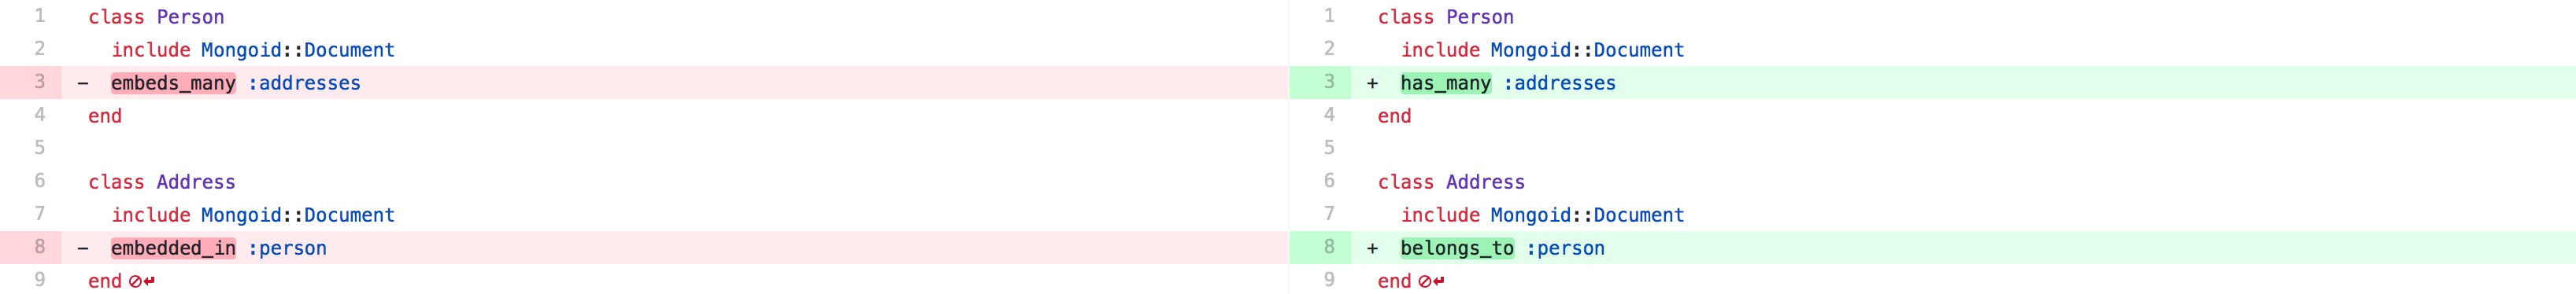 1 class Person
2 include Mongoid::Document
3 - embeds_many :addresses
4 end
5
6 class Address
7 include Mongoid::Document
8 - embedded_in :person
9 end
1 class Person
2 include Mongoid::Document
3 + has_many :addresses
4 end
5
6 class Address
7 include Mongoid::Document
8 + belongs_to :person
9 end